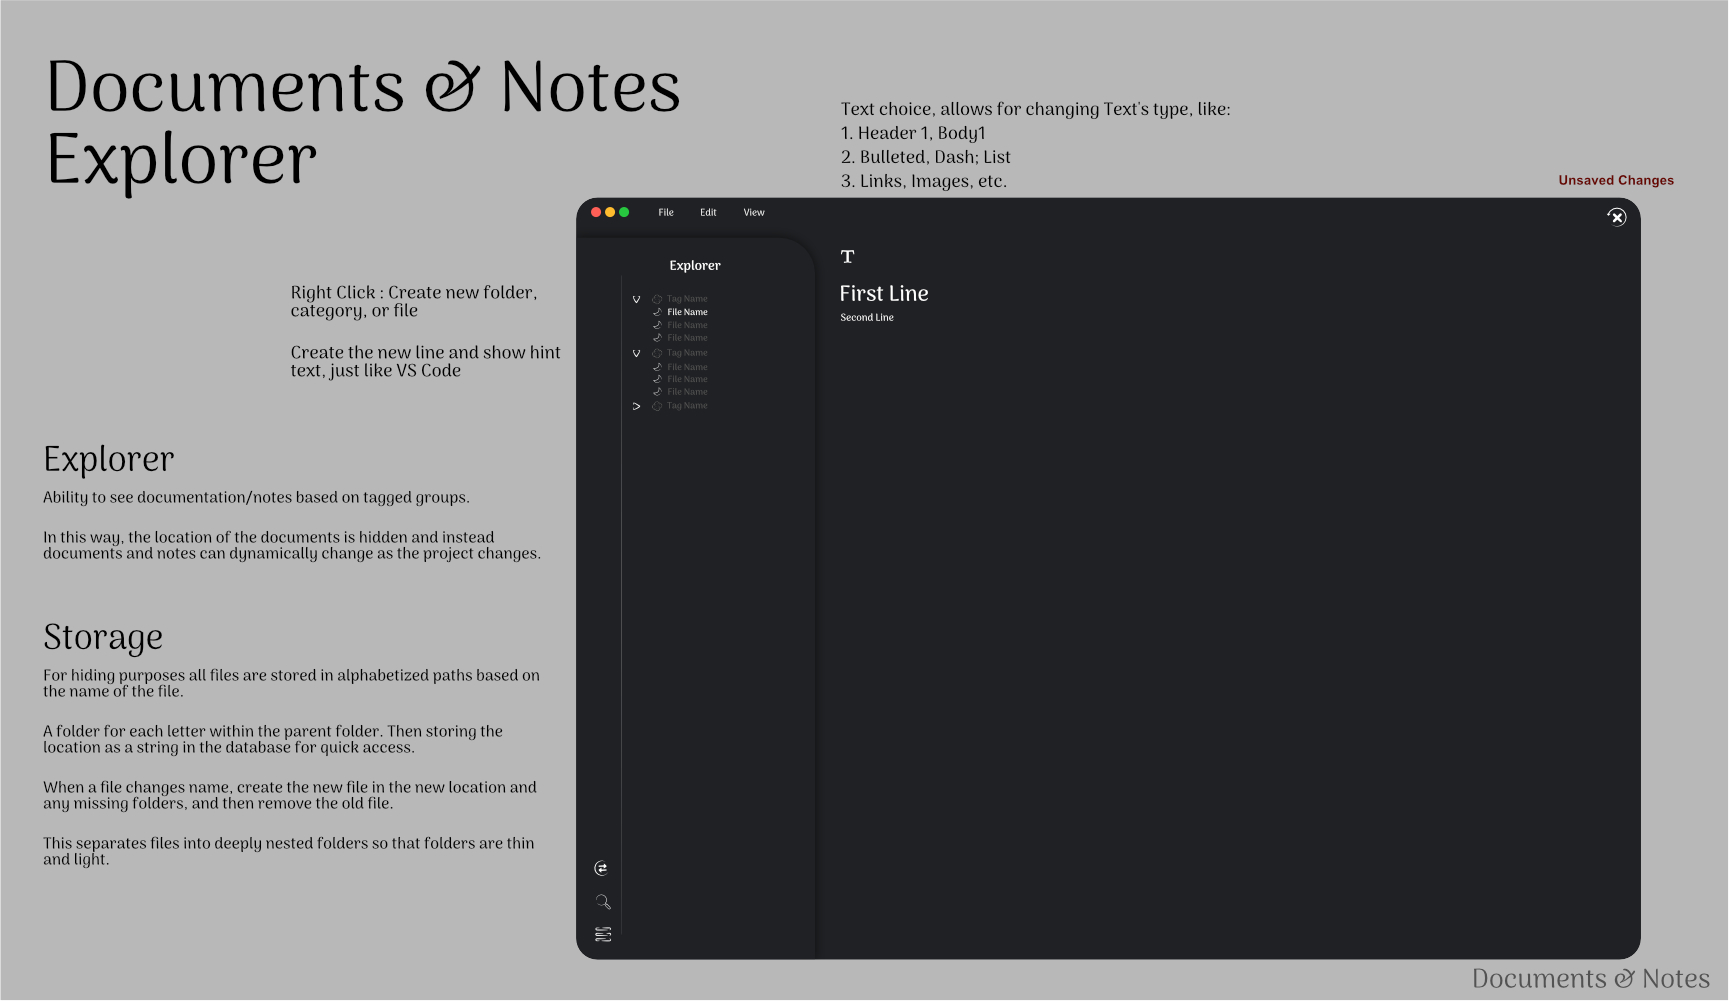 Documents & Notes
Explorer
Text choice, allows for changing Text's type, like:
1. Header 1, Body1
2. Bulleted, Dash; List
3. Links, Images, etc.
Unsaved Changes
File Edit View
Explorer
Tag Name
File Name
File Name
File Name
Tag Name
File Name
File Name
File Name
Tag Name
T
First Line
Second Line
Right Click : Create new folder,
category, or file
Create the new line and show hint
text, just like VS Code
Explorer
Ability to see documentation/notes based on tagged groups.
In this way, the location of the documents is hidden and instead
documents and notes can dynamically change as the project changes.
Storage
For hiding purposes all files are stored in alphabetized paths based on
the name of the file.
A folder for each letter within the parent folder. Then storing the
location as a string in the database for quick access.
When a file changes name, create the new file in the new location and
any missing folders, and then remove the old file.
This separates files into deeply nested folders so that folders are thin
and light.
Documents & Notes